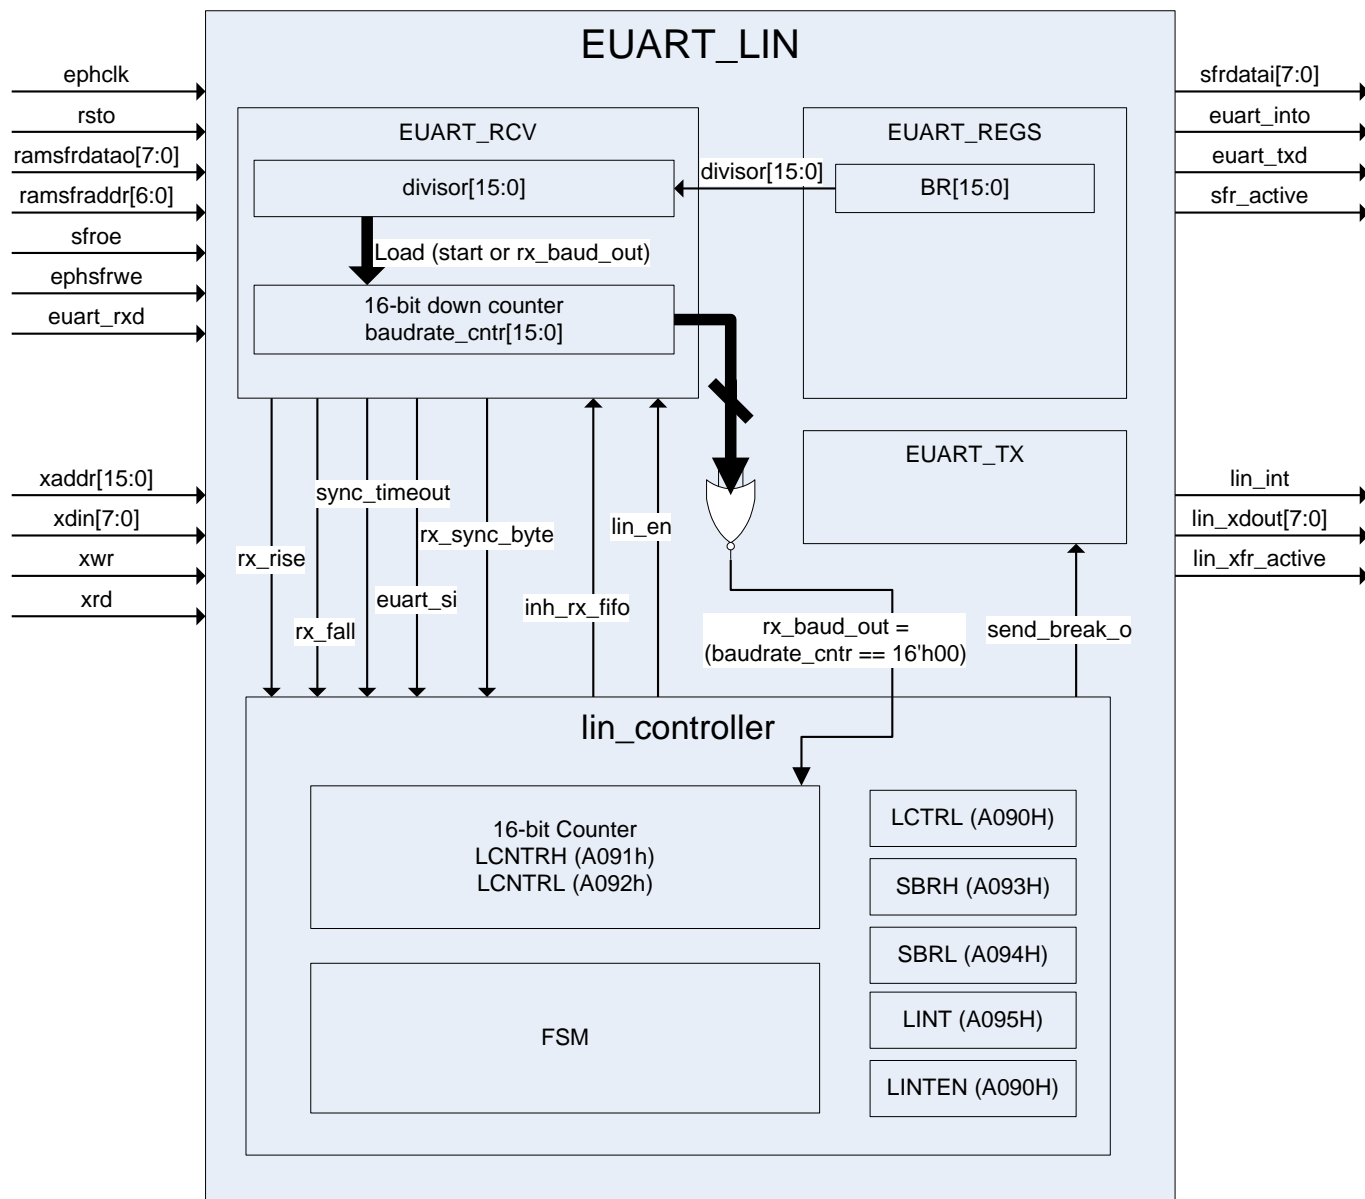 EUART_LIN
ephclk
rsto
ramsfrdatao[7:0]
ramsfraddr[6:0]
sfroe
ephsfrwe
euart_rxd
xaddr[15:0]
xdin[7:0]
xwr
xrd
EUART_RCV
divisor[15:0]
Load (start or rx_baud_out)
16-bit down counter
baudrate_cntr[15:0]
divisor[15:0]
EUART_REGS
BR[15:0]
EUART_TX
sfrdatai[7:0]
euart_into
euart_txd
sfr_active
lin_int
lin_xdout[7:0]
lin_xfr_active
sync_timeout
rx_sync_byte
lin_en
rx_rise
euart_si
inh_rx_fifo
rx_fall
rx_baud_out =
(baudrate_cntr == 16'h00)
send_break_o
lin_controller
16-bit Counter
LCNTRH (A091h)
LCNTRL (A092h)
FSM
LCTRL (A090H)
SBRH (A093H)
SBRL (A094H)
LINT (A095H)
LINTEN (A090H)